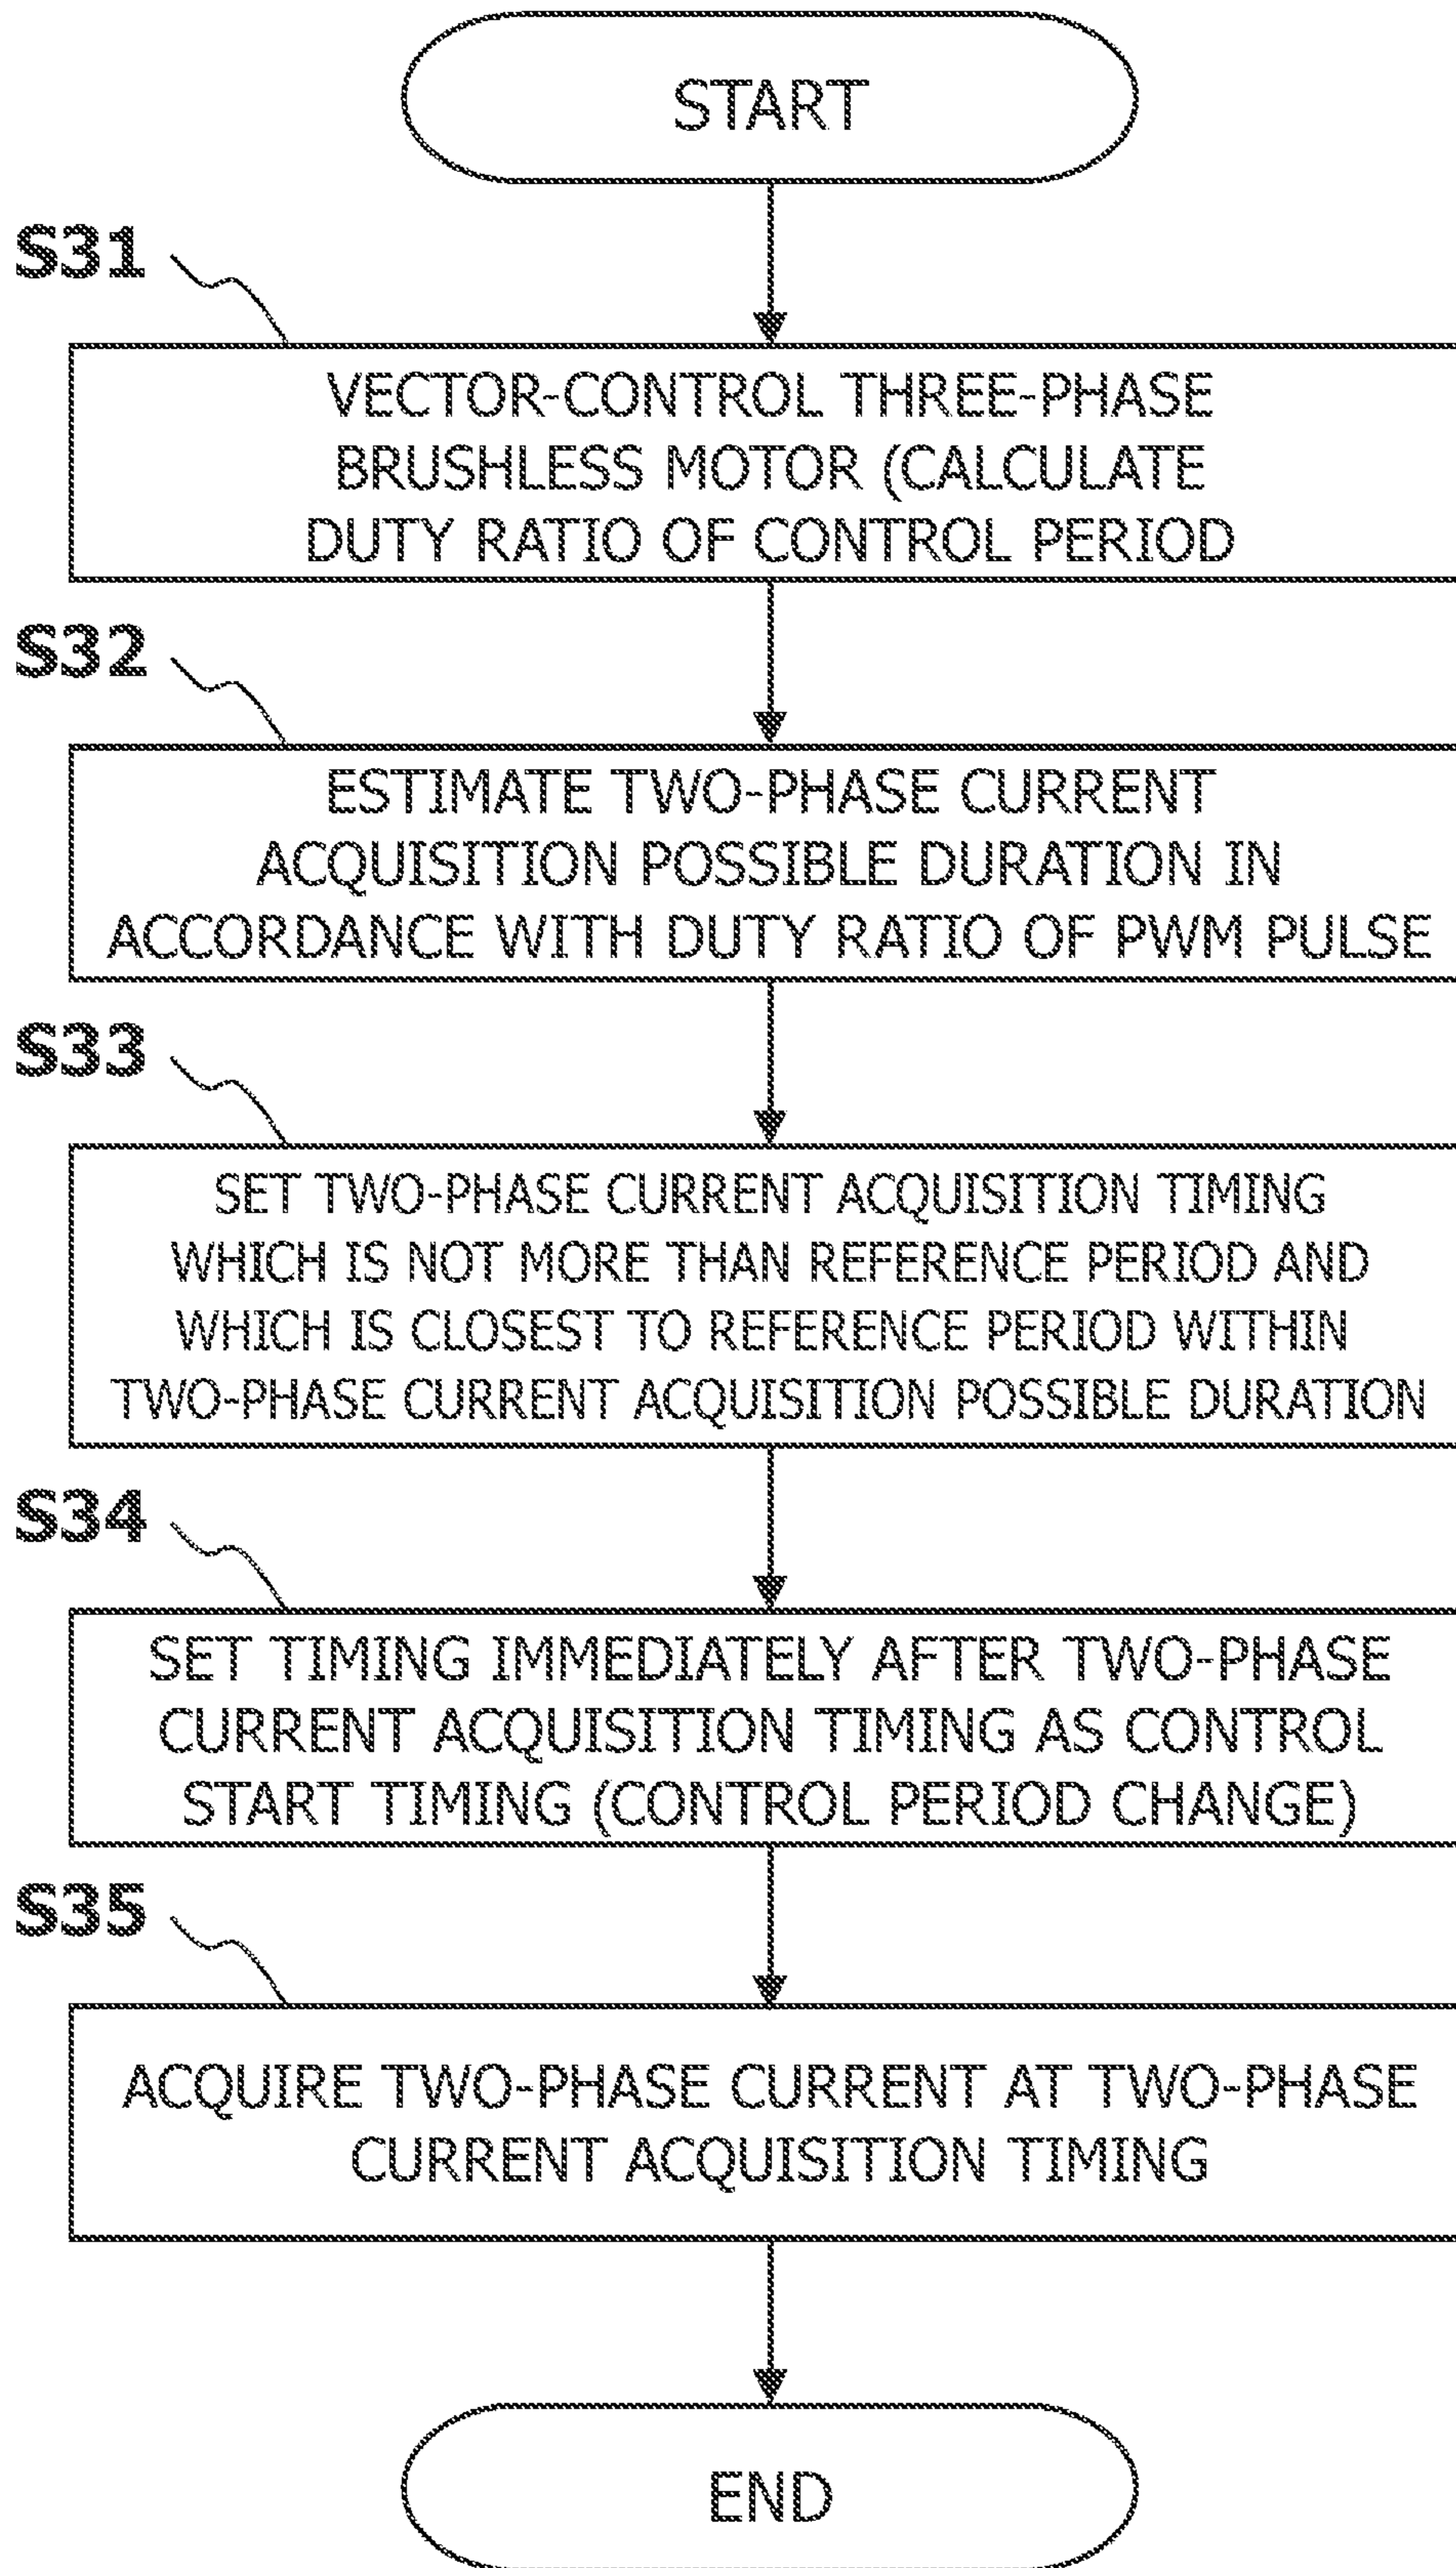 START
S31
VECTOR-CONTROL THREE-PHASE
BRUSHLESS MOTOR (CALCULATE
DUTY RATIO OF CONTROL PERIOD
S32
ESTIMATE TWO-PHASE CURRENT
ACQUISITION POSSIBLE DURATION IN
ACCORDANCE WITH DUTY RATIO OF PWM PULSE
S33
SET TWO-PHASE CURRENT ACQUISITION TIMING
WHICH IS NOT MORE THAN REFERENCE PERIOD AND
WHICH IS CLOSEST TO REFERENCE PERIOD WITHIN
TWO-PHASE CURRENT ACQUISITION POSSIBLE DURATION
S34
SET TIMING IMMEDIATELY AFTER TWO-PHASE
CURRENT ACQUISITION TIMING AS CONTROL
START TIMING (CONTROL PERIOD CHANGE)
S35
ACQUIRE TWO-PHASE CURRENT AT TWO-PHASE
CURRENT ACQUISITION TIMING
END